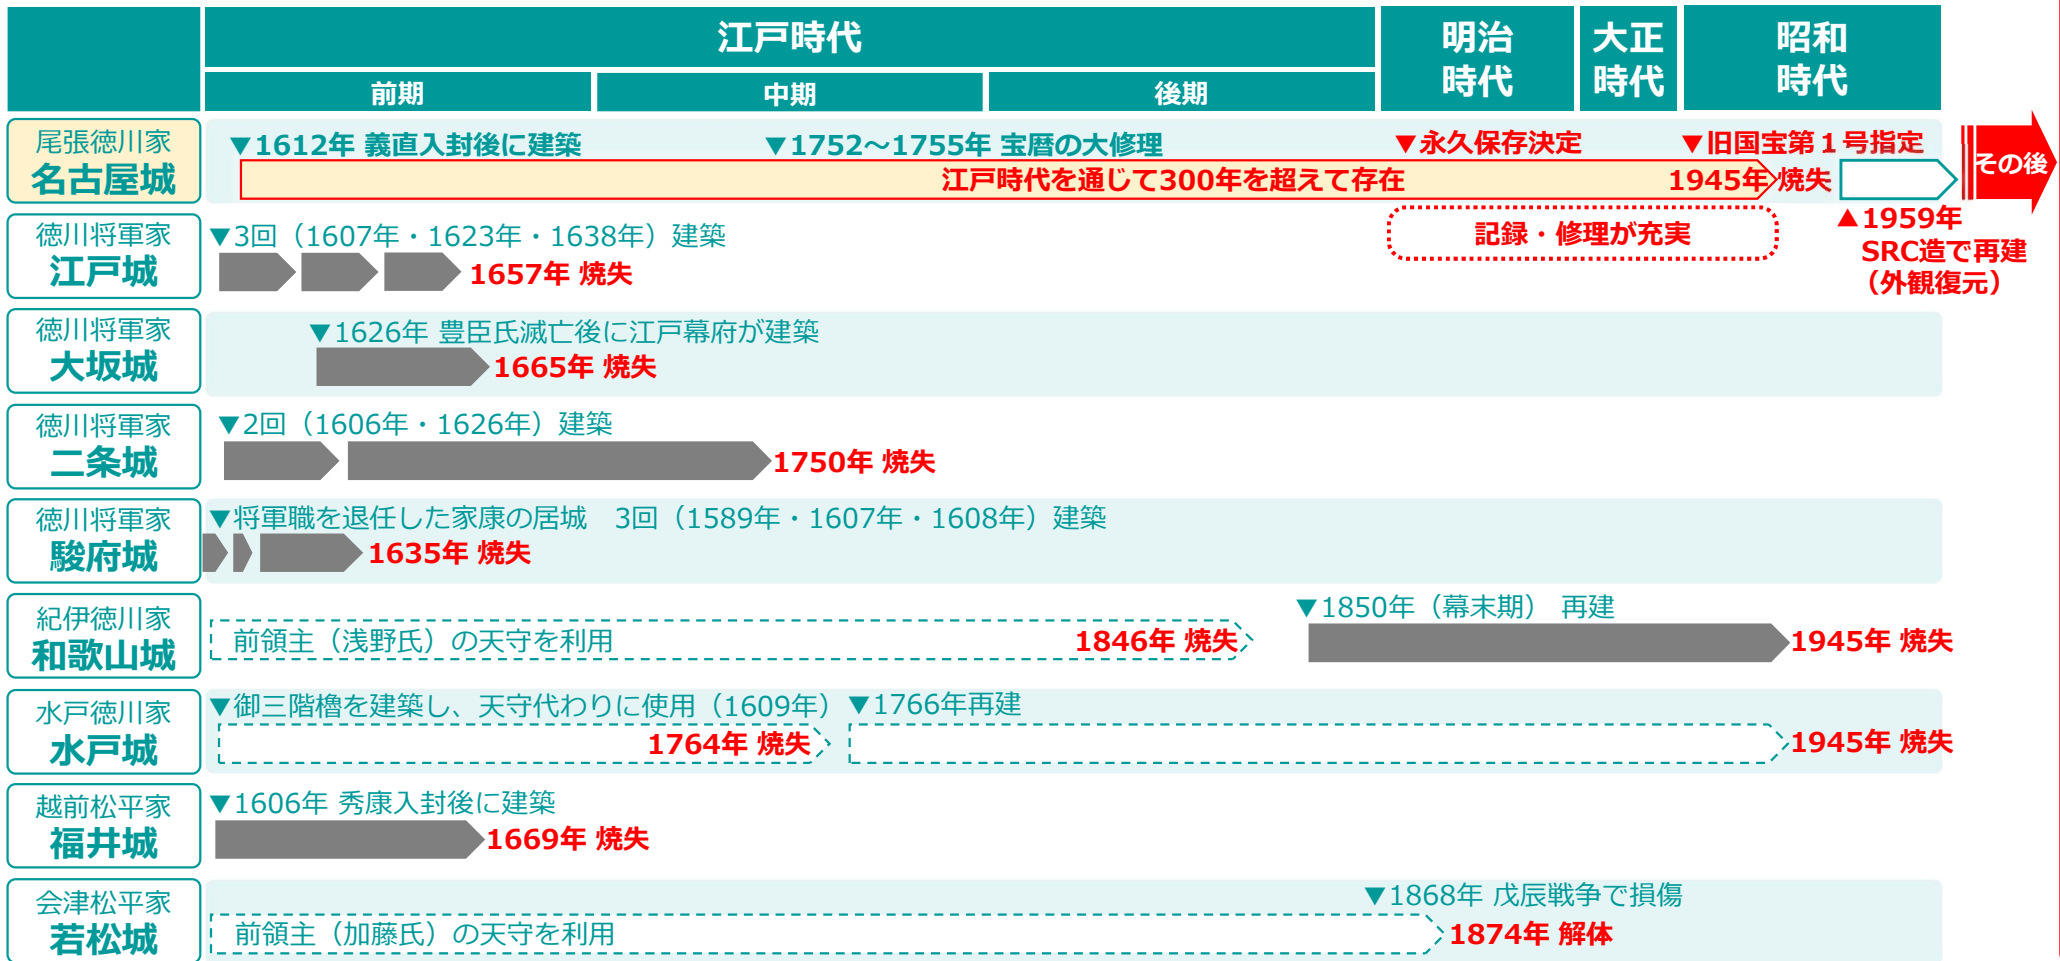 江戸時代
明治
時代
大正
時代
昭和
時代
前期
中期
後期
尾張徳川家
名古屋城
▼1612年 義直入封後に建築
▼1752～1755年 宝暦の大修理
▼永久保存決定
▼旧国宝第１号指定
江戸時代を通じて300年を超えて存在
1945年 焼失
その後
記録・修理が充実
▲1959年
SRC造で再建
（外観復元）
徳川将軍家
江戸城
▼3回（1607年・1623年・1638年）建築
1657年 焼失
徳川将軍家
大坂城
▼1626年 豊臣氏滅亡後に江戸幕府が建築
1665年 焼失
徳川将軍家
二条城
▼2回（1606年・1626年）建築
1750年 焼失
徳川将軍家
駿府城
▼将軍職を退任した家康の居城　3回（1589年・1607年・1608年）建築
1635年 焼失
紀伊徳川家
和歌山城
前領主（浅野氏）の天守を利用
1846年 焼失
▼1850年（幕末期） 再建
1945年 焼失
水戸徳川家
水戸城
▼御三階櫓を建築し、天守代わりに使用（1609年）
▼1766年再建
1764年 焼失
1945年 焼失
越前松平家
福井城
▼1606年 秀康入封後に建築
1669年 焼失
会津松平家
若松城
▼1868年 戊辰戦争で損傷
前領主（加藤氏）の天守を利用
1874年 解体